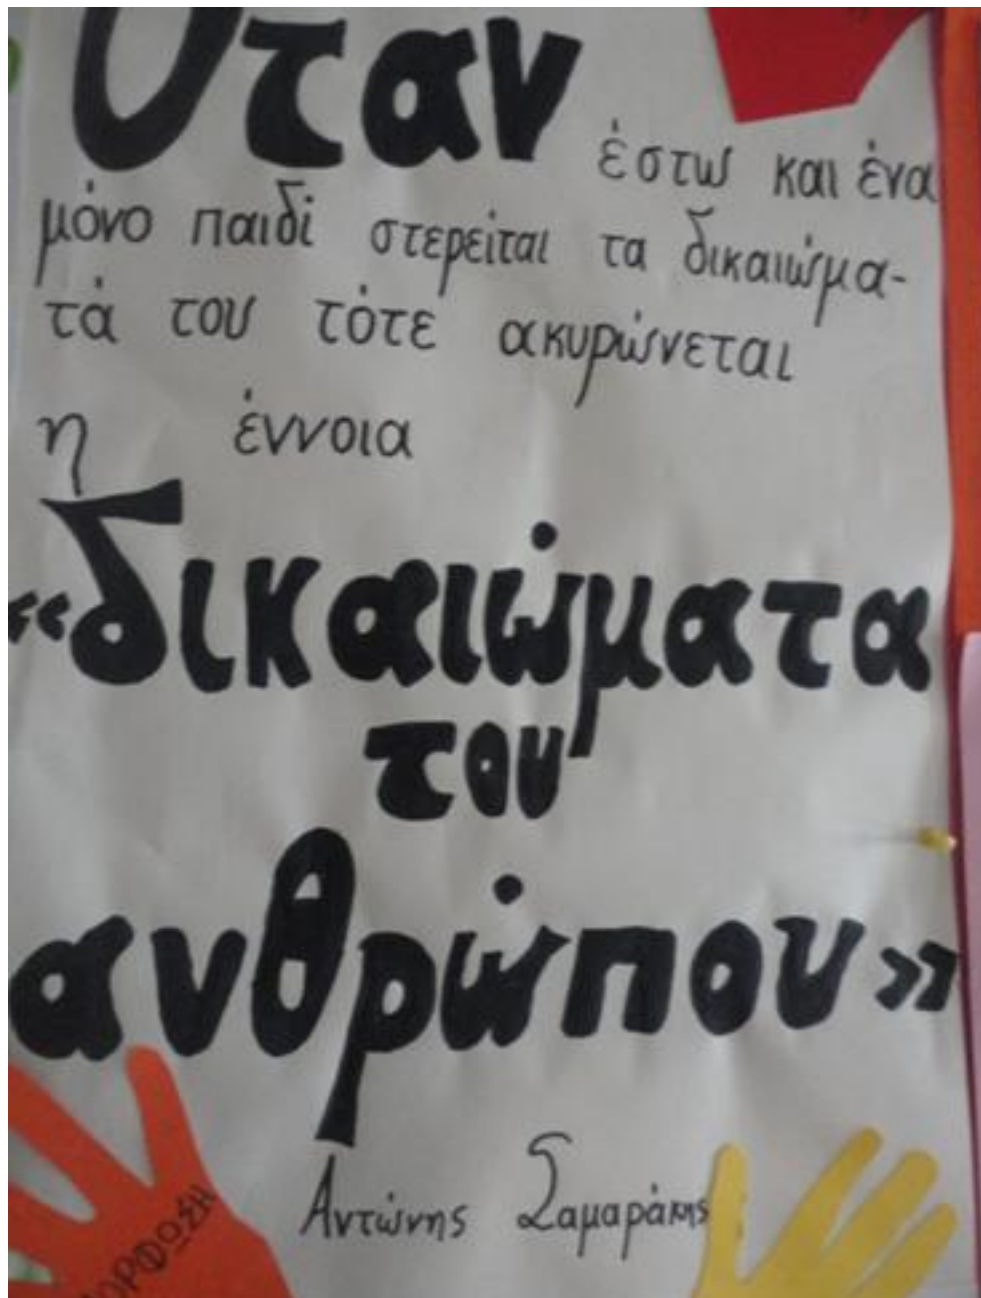 Όταν έστω και ένα
μόνο παιδί στερείται τα δικαιώμα-
τά του τότε ακυρώνεται
η έννοια
«δικαιώματα
του
ανθρώπου»
Αντώνης Σαμαράκης